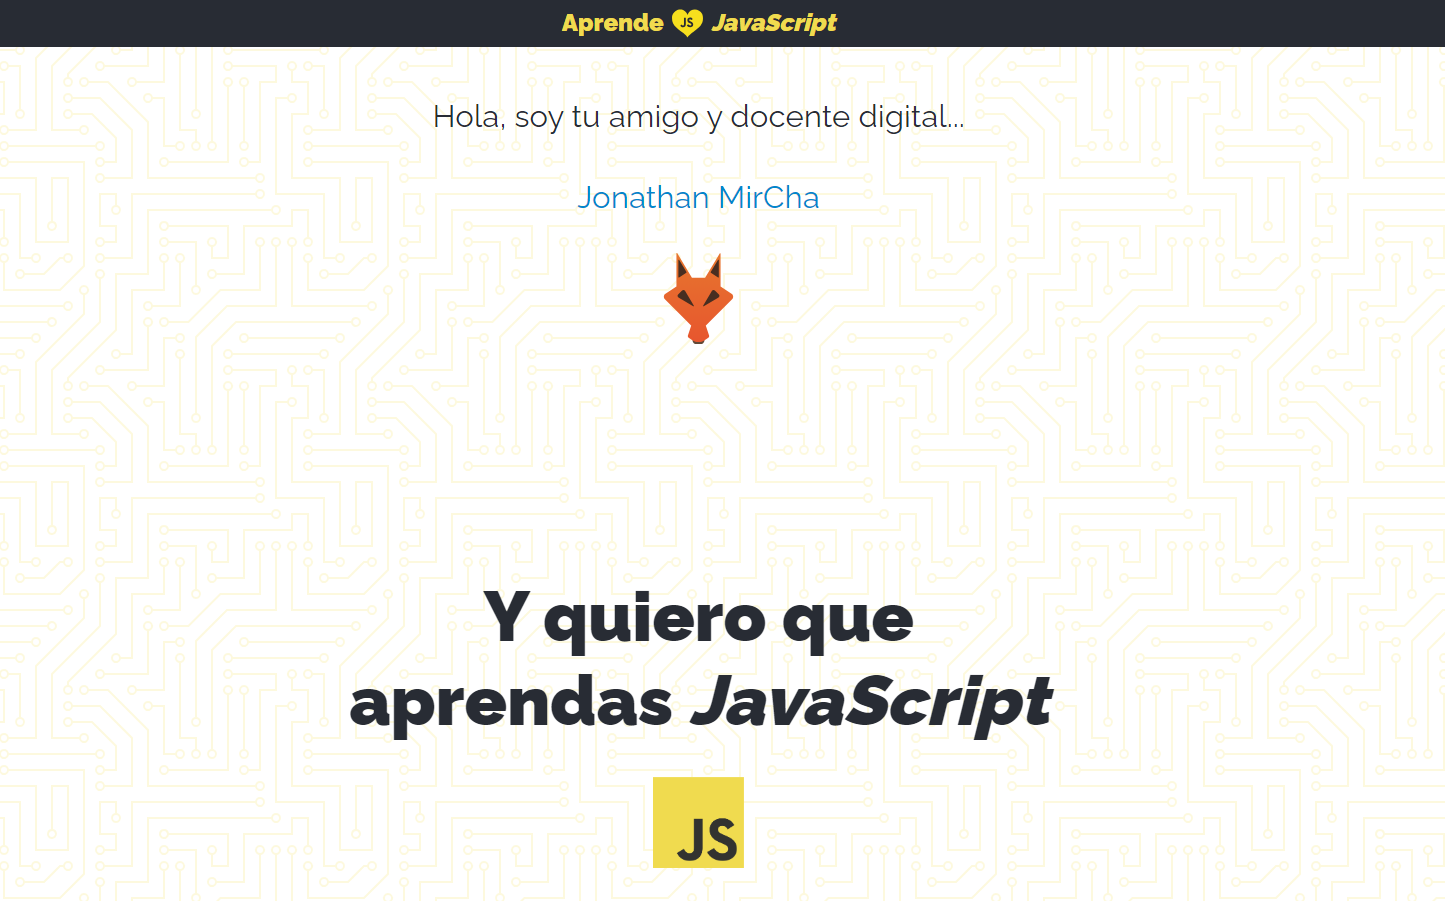 Aprende JS JavaScript
Hola, soy tu amigo y docente digital...
Jonathan MirCha
Y quiero que
aprendas JavaScript
JS